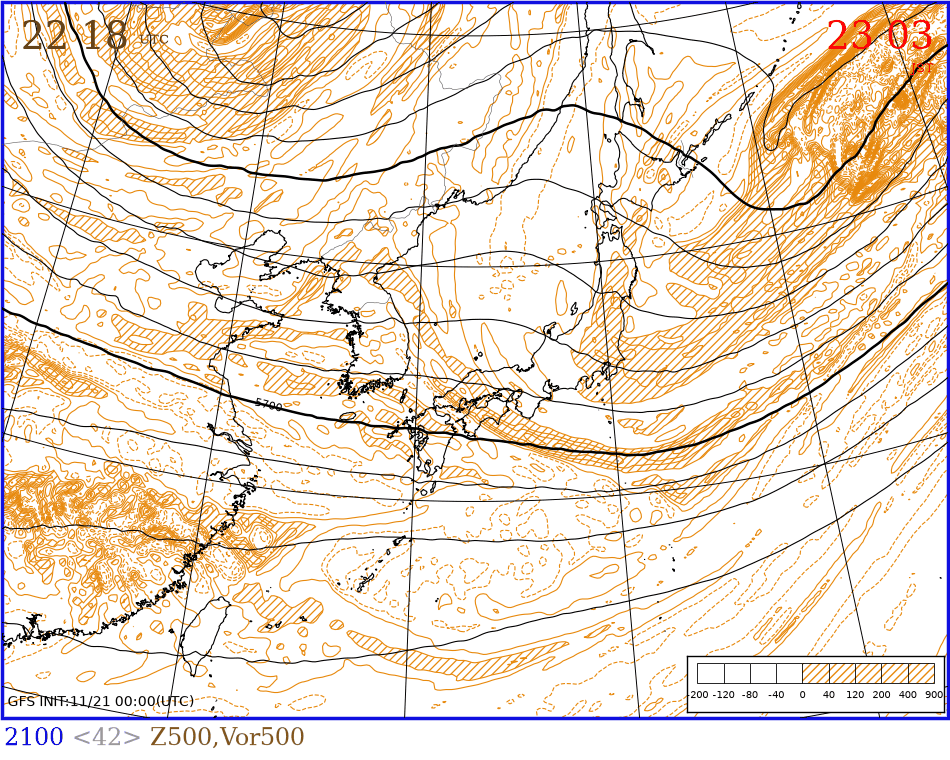 22 18 UTC
23 03
JST
5700
-200 -120 -80 -40 0 40 120 200 400 900
GFS INIT:11/21 00:00(UTC)
2100 <42> Z500,Vor500